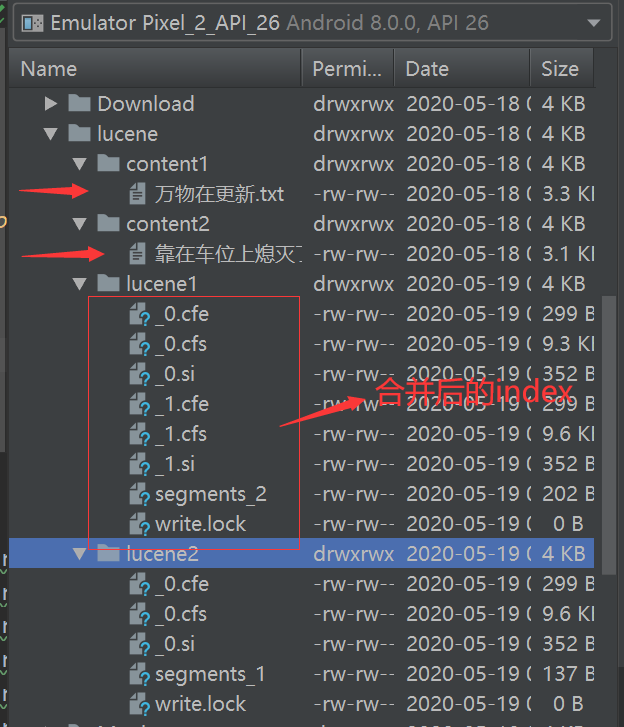 Emulator Pixel_2_API_26 Android 8.0.0, API 26
Name Permi... Date Size
Download drwxrwx 2020-05-18 4 KB
lucene drwxrwx 2020-05-18 4 KB
content1 drwxrwx 2020-05-18 4 KB
万物在更新.txt -rw-rw-- 2020-05-18 3.3 K
content2 drwxrwx 2020-05-18 4 KB
靠在车位上熄灭 -rw-rw-- 2020-05-18 3.1 K
lucene1 drwxrwx 2020-05-19 4 KB
_0.cfe -rw-rw-- 2020-05-19 299 B
_0.cfs -rw-rw-- 2020-05-19 9.3 K
_0.si -rw-rw-- 2020-05-19 352 B
合并后的index
_1.cfe -rw-rw-- 2020-05-19 299 B
_1.cfs -rw-rw-- 2020-05-19 9.6 K
_1.si -rw-rw-- 2020-05-19 352 B
segments_2 -rw-rw-- 2020-05-19 202 B
write.lock -rw-rw-- 2020-05-19 0 B
lucene2 drwxrwx 2020-05-19 4 KB
_0.cfe -rw-rw-- 2020-05-19 299 B
_0.cfs -rw-rw-- 2020-05-19 9.6 K
_0.si -rw-rw-- 2020-05-19 352 B
segments_1 -rw-rw-- 2020-05-19 137 B
write.lock -rw-rw-- 2020-05-19 0 B